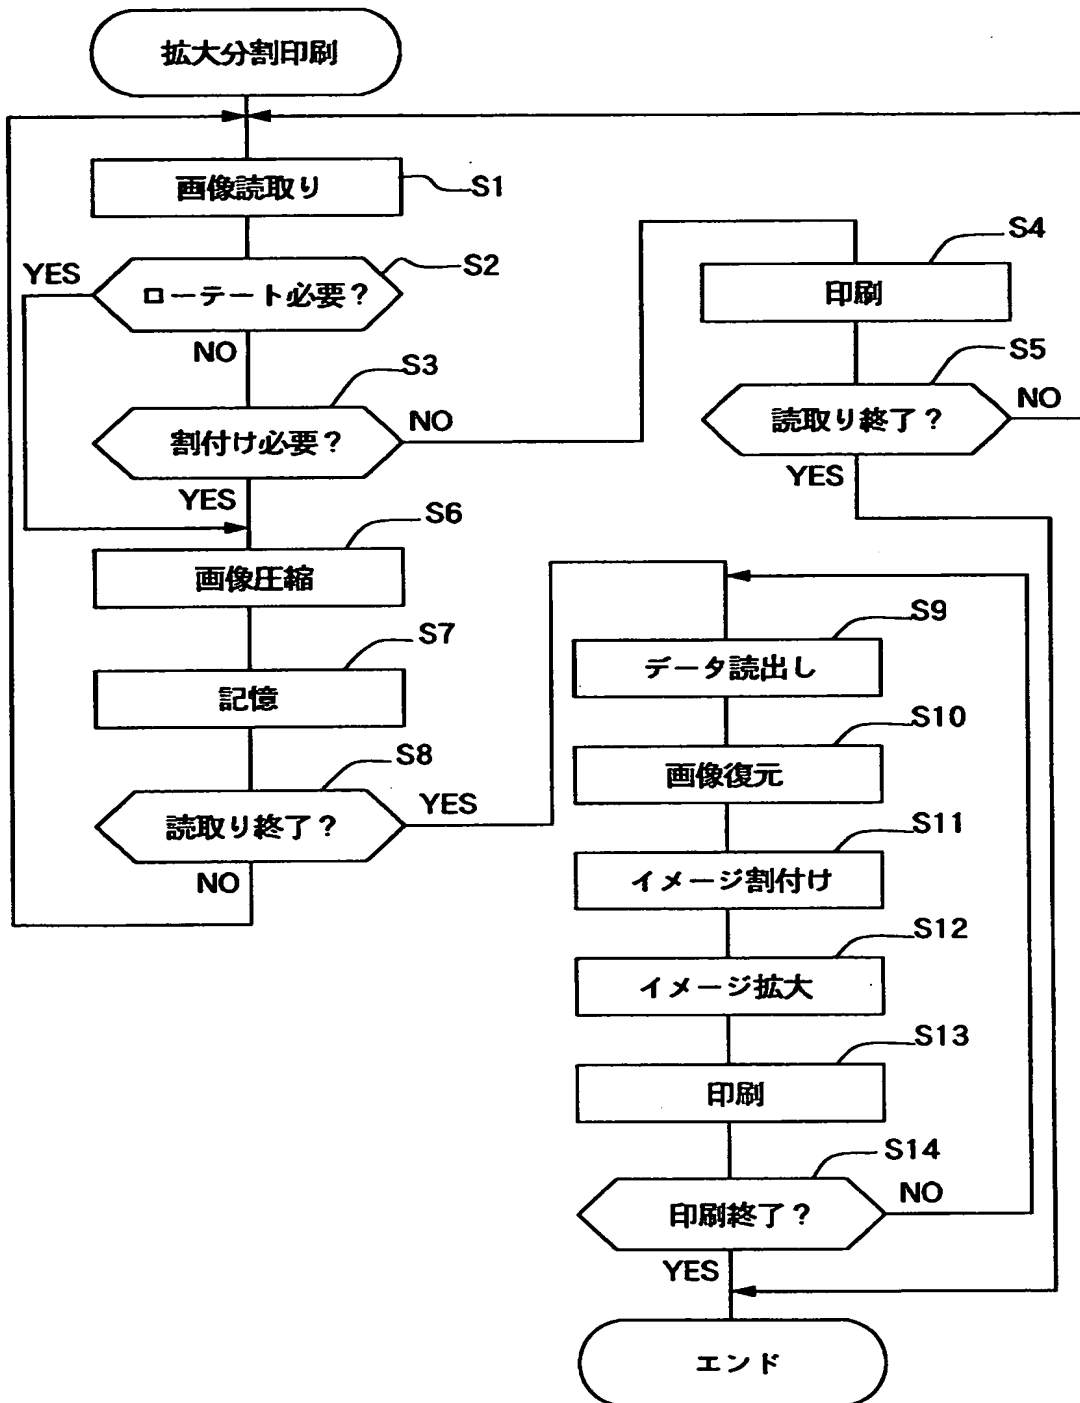 拡大分割印刷
画像読取り
S1
YES
ローテート必要?
S2
NO
割付け必要?
S3
NO
YES
印刷
S4
読取り終了?
S5
NO
YES
画像圧縮
S6
記憶
S7
読取り終了?
S8
YES
NO
データ読出し
S9
画像復元
S10
イメージ割付け
S11
イメージ拡大
S12
印刷
S13
印刷終了?
S14
NO
YES
エンド